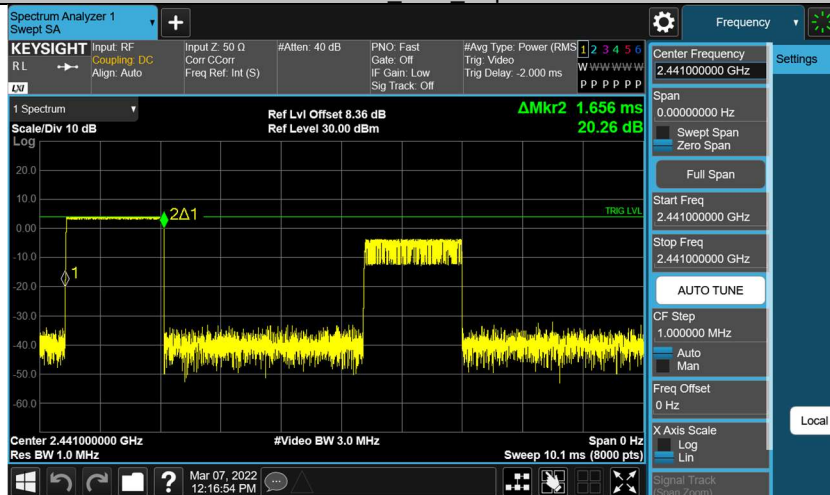 Spectrum Analyzer 1
Swept SA
Frequency
KEYSIGHT
R L
LXI
Input: RF
Coupling: DC
Align: Auto
Input Z: 50 Ω
Corr CCorr
Freq Ref: Int (S)
#Atten: 40 dB
PNO: Fast
Gate: Off
IF Gain: Low
Sig Track: Off
#Avg Type: Power (RMS
Trig: Video
Trig Delay: -2.000 ms
1 2 3 4 5 6
W W W W W W
P P P P P P
1 Spectrum
Scale/Div 10 dB
Log
Ref Lvl Offset 8.36 dB
Ref Level 30.00 dBm
ΔMkr2 1.656 ms
20.26 dB
20.0
10.0
0.00
-10.0
-20.0
-30.0
-40.0
-50.0
-60.0
2Δ1
1
TRIG LVL
Center 2.441000000 GHz
Res BW 1.0 MHz
#Video BW 3.0 MHz
Span 0 Hz
Sweep 10.1 ms (8000 pts)
Mar 07, 2022
12:16:54 PM
Center Frequency
2.441000000 GHz
Span
0.00000000 Hz
Swept Span
Zero Span
Full Span
Start Freq
2.441000000 GHz
Stop Freq
2.441000000 GHz
AUTO TUNE
CF Step
1.000000 MHz
Auto
Man
Freq Offset
0 Hz
X Axis Scale
Log
Lin
Signal Track
(Span Zoom)
Settings
Local